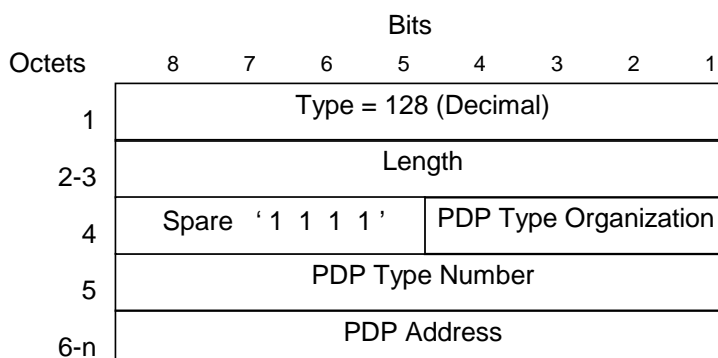 Bits
Octets 8 7 6 5 4 3 2 1
1 Type = 128 (Decimal)
2-3 Length
4 Spare ‘ 1 1 1 1 ’ PDP Type Organization
5 PDP Type Number
6-n PDP Address